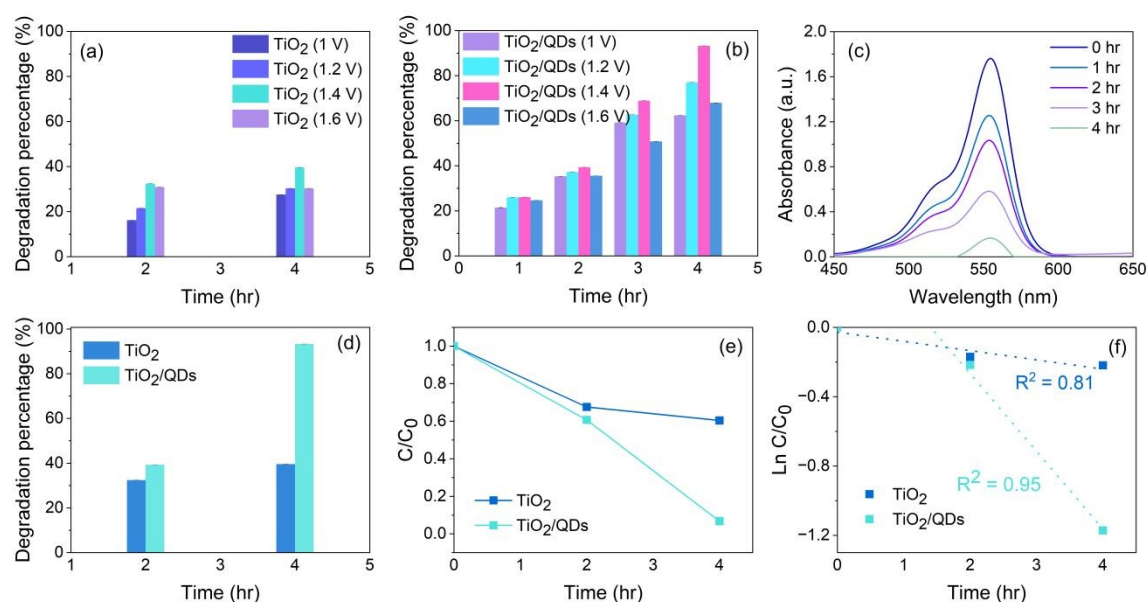 (a)
TiO2 (1 V)
TiO2 (1.2 V)
TiO2 (1.4 V)
TiO2 (1.6 V)
Degradation perecentage (%)
100
80
60
40
20
0
1 2 3 4 5
Time (hr)
(b)
TiO2/QDs (1 V)
TiO2/QDs (1.2 V)
TiO2/QDs (1.4 V)
TiO2/QDs (1.6 V)
Degradation perecentage (%)
100
80
60
40
20
0
0 1 2 3 4 5
Time (hr)
(c)
0 hr
1 hr
2 hr
3 hr
4 hr
Absorbance (a.u.)
1.8
1.2
0.6
0.0
450 500 550 600 650
Wavelength (nm)
(d)
TiO2
TiO2/QDs
Degradation percentage (%)
100
80
60
40
20
0
1 2 3 4 5
Time (hr)
(e)
C/C0
1.0
0.8
0.6
0.4
0.2
0.0
TiO2
TiO2/QDs
0 2 4
Time (hr)
(f)
Ln C/C0
0.0
−0.4
−0.8
−1.2
R2 = 0.81
R2 = 0.95
TiO2
TiO2/QDs
0 2 4
Time (hr)